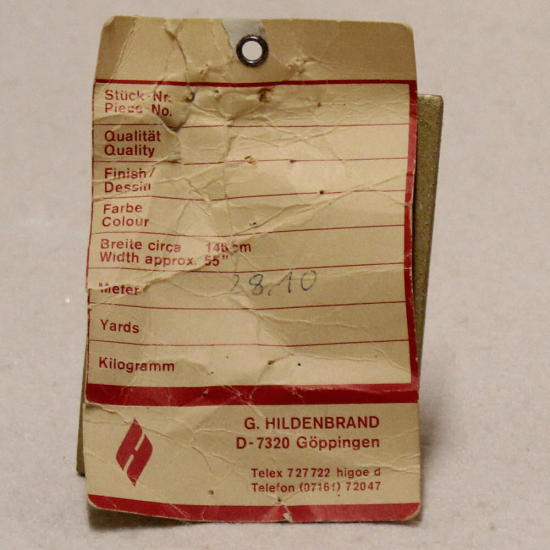 Stück-Nr.
Piece-No.
Qualität
Quality
Finish/
Dessin
Farbe
Colour
Breite circa 140 cm
Width approx. 55"
Meter 28,10
Yards
Kilogramm
G. HILDENBRAND
D-7320 Göppingen
Telex 727722 higoe d
Telefon (07161) 72047